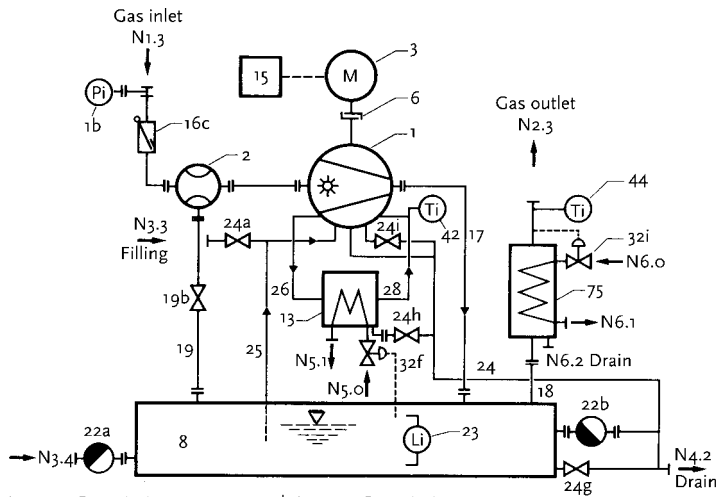 Gas inlet
N1.3
3
15
M
Pi
6
1b
16c
1
Gas outlet
N2.3
2
44
Ti
N3.3
Filling
24a
24i
Ti
42
17
32i
N6.0
26
28
75
19b
13
24h
N6.1
19
25
N5.1
32f
24
N6.2 Drain
N5.0
18
22a
8
Li
23
22b
N3.4
N4.2
24g
Drain